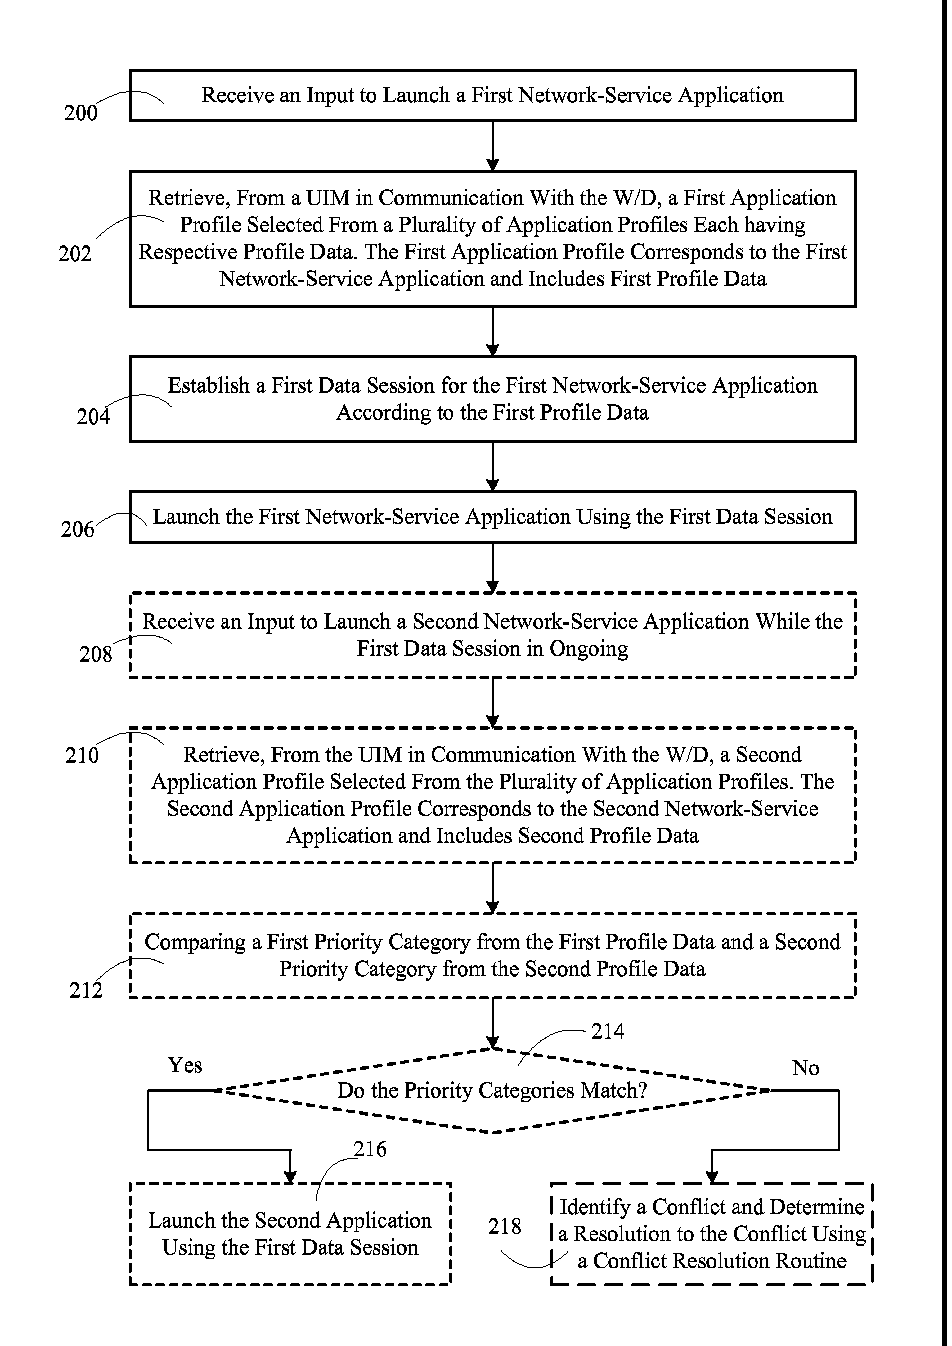 Receive an Input to Launch a First Network-Service Application
200
Retrieve, From a UIM in Communication With the W/D, a First Application
Profile Selected From a Plurality of Application Profiles Each having
Respective Profile Data. The First Application Profile Corresponds to the First
Network-Service Application and Includes First Profile Data
202
Establish a First Data Session for the First Network-Service Application
According to the First Profile Data
204
Launch the First Network-Service Application Using the First Data Session
206
Receive an Input to Launch a Second Network-Service Application While the
First Data Session in Ongoing
208
Retrieve, From the UIM in Communication With the W/D, a Second
Application Profile Selected From the Plurality of Application Profiles. The
Second Application Profile Corresponds to the Second Network-Service
Application and Includes Second Profile Data
210
Comparing a First Priority Category from the First Profile Data and a Second
Priority Category from the Second Profile Data
212
214
Yes
Do the Priority Categories Match?
No
216
Launch the Second Application
Using the First Data Session
218
Identify a Conflict and Determine
a Resolution to the Conflict Using
a Conflict Resolution Routine